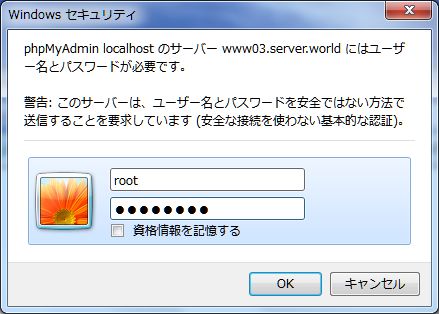 Windows セキュリティ
phpMyAdmin localhost のサーバー www03.server.world にはユーザ
ー名とパスワードが必要です。
警告: このサーバーは、ユーザー名とパスワードを安全ではない方法で
送信することを要求しています (安全な接続を使わない基本的な認証)。
root
●●●●●●●●
資格情報を記憶する
OK
キャンセル